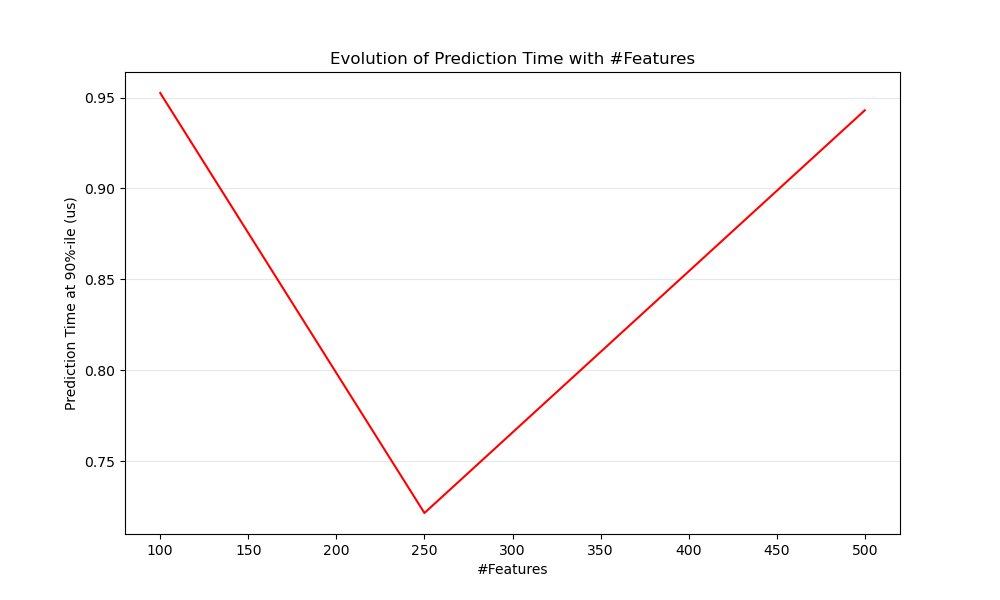 Evolution of Prediction Time with #Features
Prediction Time at 90%-ile (us)
0.95
0.90
0.85
0.80
0.75
100 150 200 250 300 350 400 450 500
#Features